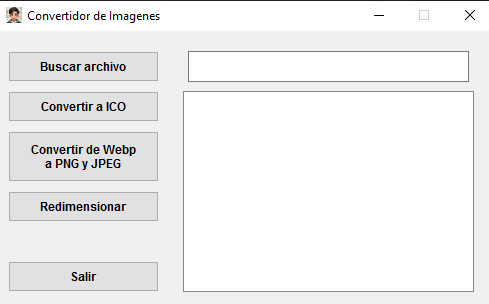 Convertidor de Imagenes
Buscar archivo
Convertir a ICO
Convertir de Webp
a PNG y JPEG
Redimensionar
Salir